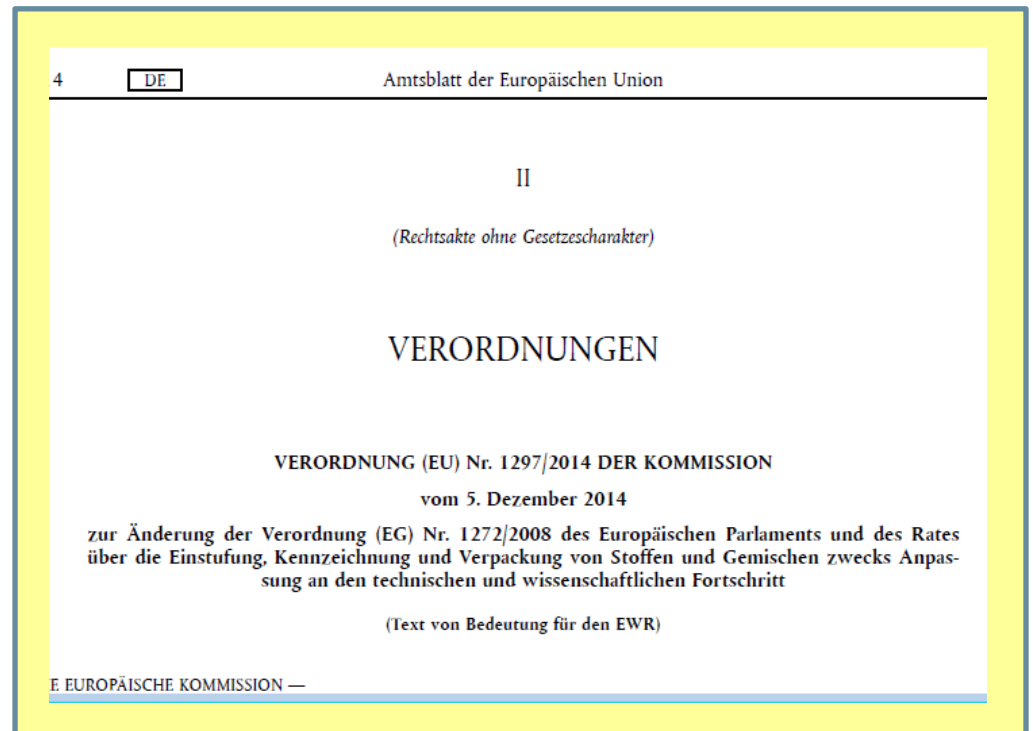 4 DE Amtsblatt der Europäischen Union
II
(Rechtsakte ohne Gesetzescharakter)
VERORDNUNGEN
VERORDNUNG (EU) Nr. 1297/2014 DER KOMMISSION
vom 5. Dezember 2014
zur Änderung der Verordnung (EG) Nr. 1272/2008 des Europäischen Parlaments und des Rates
über die Einstufung, Kennzeichnung und Verpackung von Stoffen und Gemischen zwecks Anpas-
sung an den technischen und wissenschaftlichen Fortschritt
(Text von Bedeutung für den EWR)
E EUROPÄISCHE KOMMISSION —